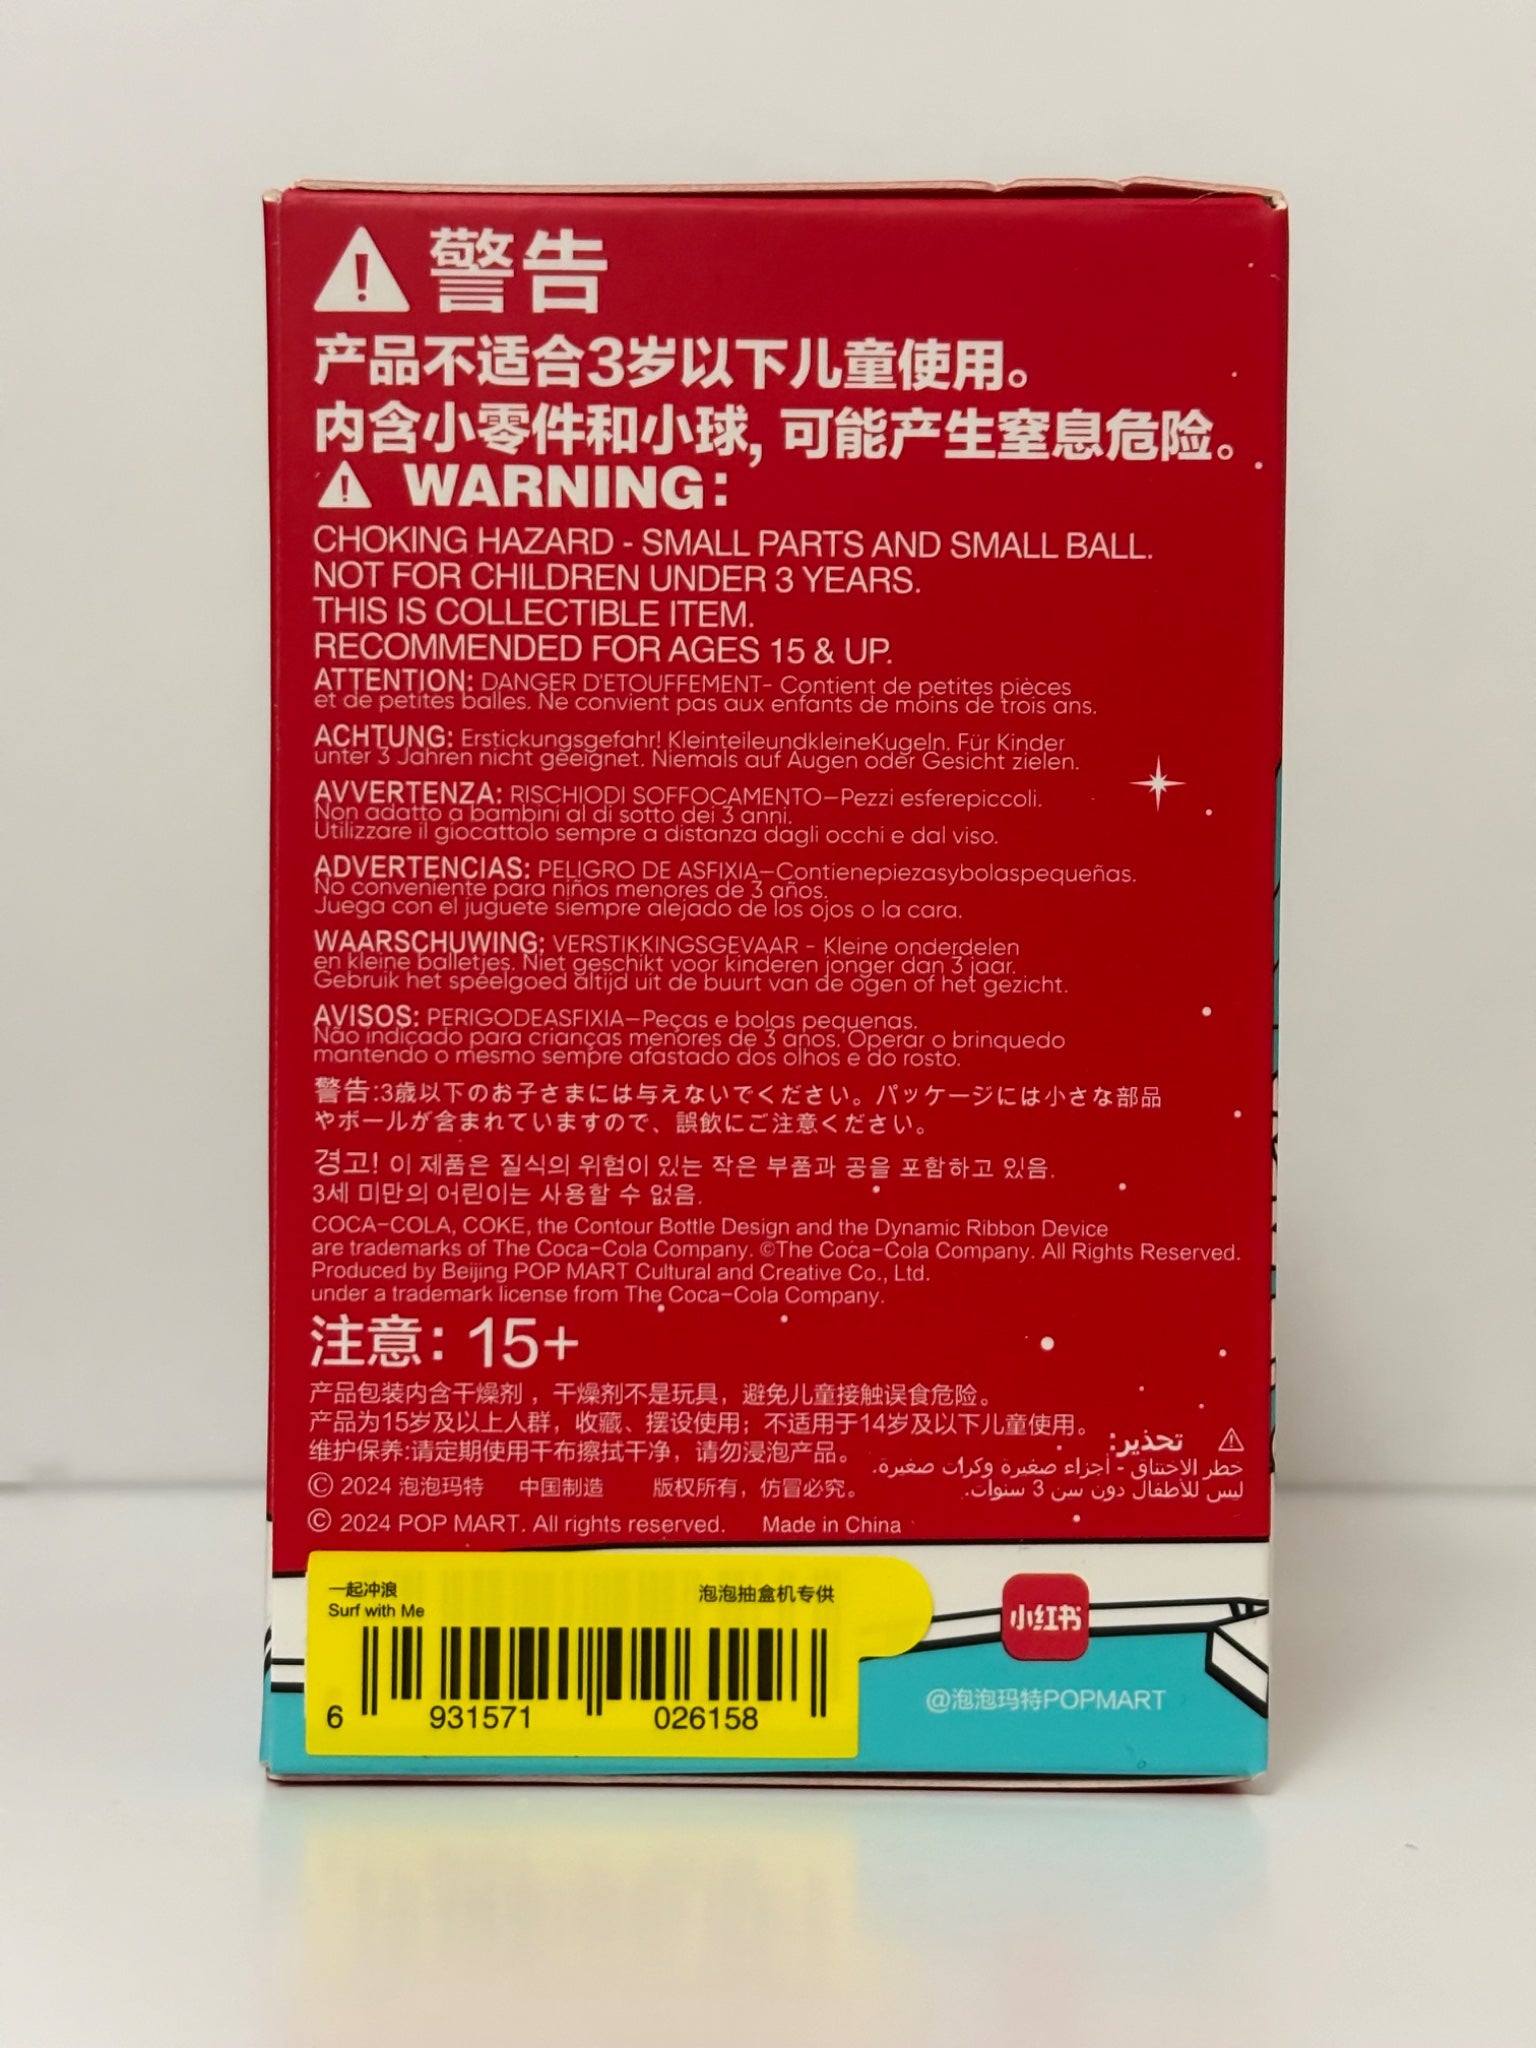 警告
产品不适合3岁以下儿童使用。
内含小零件和小球, 可能产生窒息危险。
WARNING:
CHOKING HAZARD - SMALL PARTS AND SMALL BALL.
NOT FOR CHILDREN UNDER 3 YEARS.
THIS IS COLLECTIBLE ITEM.
RECOMMENDED FOR AGES 15 & UP.
ATTENTION: DANGER D'ETOUFFEMENT- Contient de petites pièces
et de petites balles. Ne convient pas aux enfants de moins de trois ans.
ACHTUNG: Erstickungsgefahr! KleinteileundkleineKugeln. Für Kinder
unter 3 Jahren nicht geeignet. Niemals auf Augen oder Gesicht zielen.
AVVERTENZA: RISCHIODI SOFFOCAMENTO—Pezzi esferepiccoli.
Non adatto a bambini al di sotto dei 3 anni.
Utilizzare il giocattolo sempre a distanza dagli occhi e dal viso.
ADVERTENCIAS: PELIGRO DE ASFIXIA—Contienepiezasybolaspequeñas.
No conveniente para niños menores de 3 años.
Juega con el juguete siempre alejado de los ojos o la cara.
WAARSCHUWING: VERSTIKKINGSGEVAAR - Kleine onderdelen
en kleine balletjes. Niet geschikt voor kinderen jonger dan 3 jaar.
Gebruik het speelgoed altijd uit de buurt van de ogen of het gezicht.
AVISOS: PERIGODEASFIXIA—Peças e bolas pequenas.
Não indicado para crianças menores de 3 anos. Operar o brinquedo
mantendo o mesmo sempre afastado dos olhos e do rosto.
警告:3歳以下のお子さまには与えないでください。パッケージには小さな部品
やボールが含まれていますので、誤飲にご注意ください。
경고! 이 제품은 질식의 위험이 있는 작은 부품과 공을 포함하고 있음.
3세 미만의 어린이는 사용할 수 없음.
COCA-COLA, COKE, the Contour Bottle Design and the Dynamic Ribbon Device
are trademarks of The Coca-Cola Company. ©The Coca-Cola Company. All Rights Reserved.
Produced by Beijing POP MART Cultural and Creative Co., Ltd.
under a trademark license from The Coca-Cola Company.
注意: 15+
产品包装内含干燥剂，干燥剂不是玩具，避免儿童接触误食危险。
产品为15岁及以上人群，收藏、摆设使用；不适用于14岁及以下儿童使用。
维护保养:请定期使用干布擦拭干净，请勿浸泡产品。
تحذير:
خطر الاختناق - أجزاء صغيرة وكرات صغيرة.
ليس للأطفال دون سن 3 سنوات.
© 2024 泡泡玛特 中国制造 版权所有，仿冒必究。
© 2024 POP MART. All rights reserved. Made in China
一起冲浪
Surf with Me
泡泡抽盒机专供
6 931571 026158
小红书
@泡泡玛特POPMART